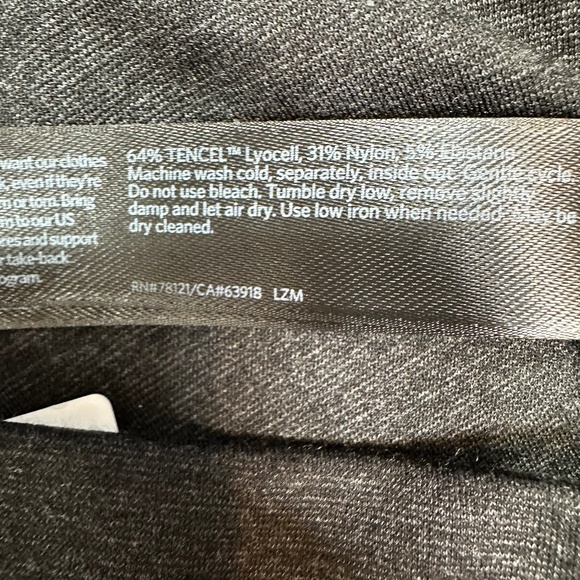 want our clothes
, even if they're
or torn. Bring
to our US
and support
take-back
64% TENCEL™ Lyocell, 31% Nylon, 5% Elastane.
Machine wash cold, separately, inside out. Gentle cycle.
Do not use bleach. Tumble dry low, remove slightly
damp and let air dry. Use low iron when needed. May be
dry cleaned.
RN#78121/CA#63918 LZM